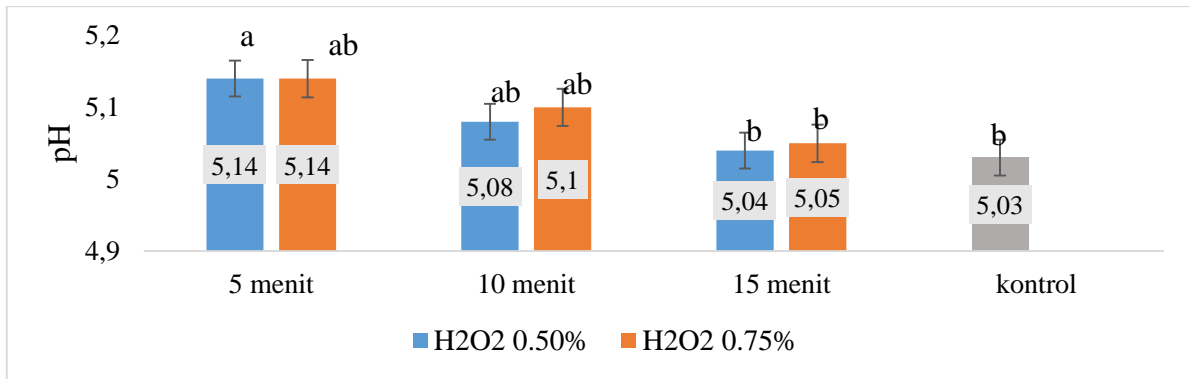 5,2
5,1
5
4,9
pH
a
ab
ab
ab
b
b
b
5,14
5,14
5,08
5,1
5,04
5,05
5,03
5 menit
10 menit
15 menit
kontrol
H2O2 0.50%
H2O2 0.75%